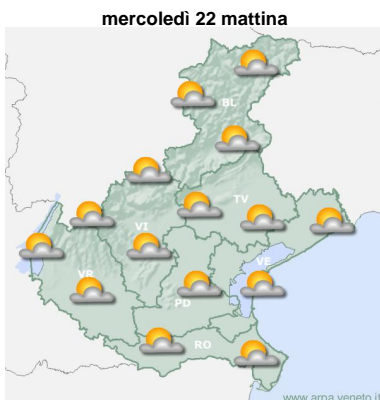 mercoledì 22 mattina
BL
TV
VI
VE
VR
PD
RO
www.arpa.veneto.it